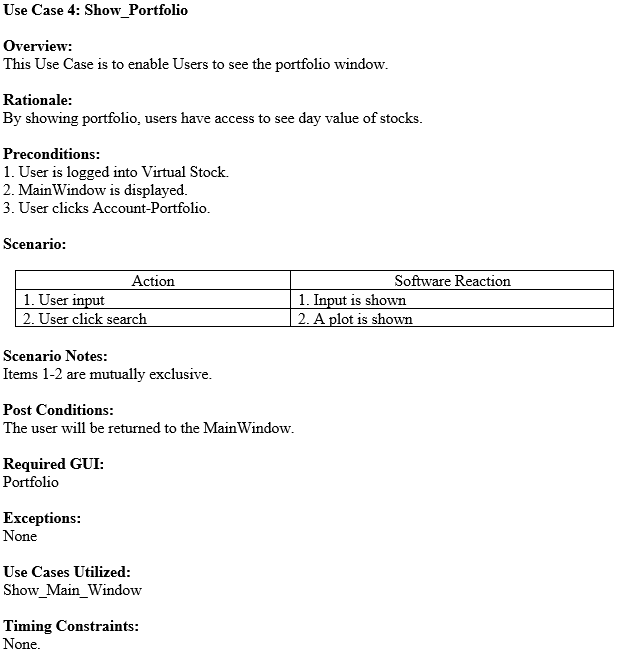 Use Case 4: Show_Portfolio
Overview:
This Use Case is to enable Users to see the portfolio window.
Rationale:
By showing portfolio, users have access to see day value of stocks.
Preconditions:
1. User is logged into Virtual Stock.
2. MainWindow is displayed.
3. User clicks Account-Portfolio.
Scenario:
Action Software Reaction
1. User input 1. Input is shown
2. User click search 2. A plot is shown
Scenario Notes:
Items 1-2 are mutually exclusive.
Post Conditions:
The user will be returned to the MainWindow.
Required GUI:
Portfolio
Exceptions:
None
Use Cases Utilized:
Show_Main_Window
Timing Constraints:
None.